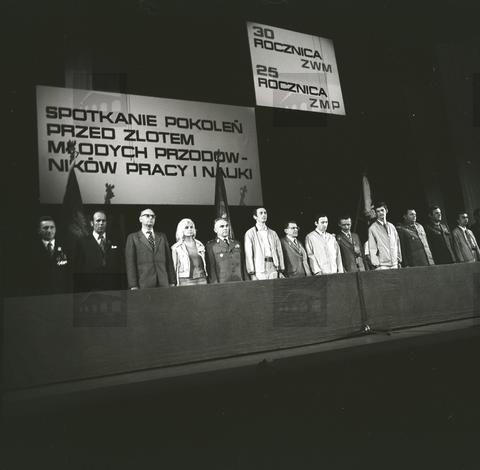 30
ROCZNICA
ZWM
25
ROCZNICA
ZMP
SPOTKANIE POKOLEŃ
PRZED ZLOTEM
MŁODYCH PRZODOW-
NIKÓW PRACY I NAUKI